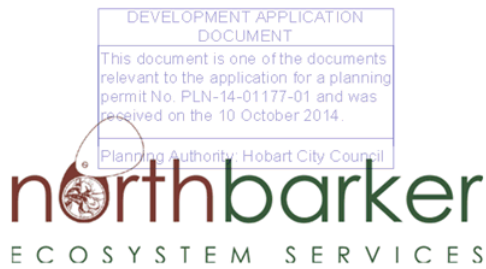 DEVELOPMENT APPLICATION
DOCUMENT
This document is one of the documents
relevant to the application for a planning
permit No. PLN-14-01177-01 and was
received on the 10 October 2014.
Planning Authority: Hobart City Council
northbarker
ECOSYSTEM SERVICES